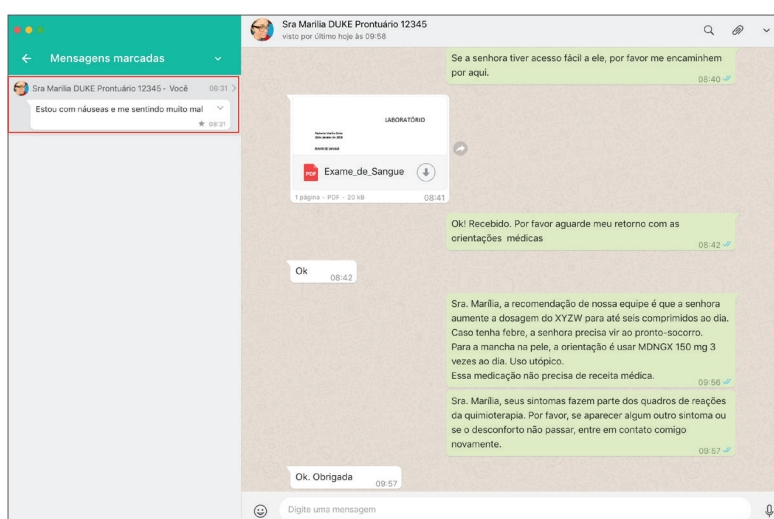 Mensagens marcadas
Sra Marilia DUKE Prontuário 12345 - Você 08:31
Estou com náuseas e me sentindo muito mal
08:31
Sra Marilia DUKE Prontuário 12345
visto por último hoje às 09:58
Se a senhora tiver acesso fácil a ele, por favor me encaminhem
por aqui.
08:40
LABORATÓRIO
PDF
Exame_de_Sangue
1 página - PDF - 20 kB
08:41
Ok! Recebido. Por favor aguarde meu retorno com as
orientações médicas
08:42
Ok
08:42
Sra. Marília, a recomendação de nossa equipe é que a senhora
aumente a dosagem do XYZW para até seis comprimidos ao dia.
Caso tenha febre, a senhora precisa vir ao pronto-socorro.
Para a mancha na pele, a orientação é usar MDNGX 150 mg 3
vezes ao dia. Uso utópico.
Essa medicação não precisa de receita médica.
09:56
Sra. Marília, seus sintomas fazem parte dos quadros de reações
da quimioterapia. Por favor, se aparecer algum outro sintoma ou
se o desconforto não passar, entre em contato comigo
novamente.
09:57
Ok. Obrigada
09:57
Digite uma mensagem